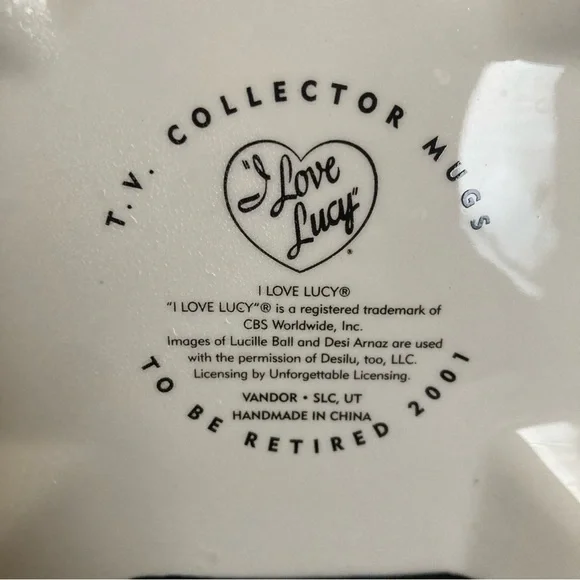 T.V. COLLECTOR MUGS
"I Love
Lucy"®
I LOVE LUCY®
"I LOVE LUCY"® is a registered trademark of
CBS Worldwide, Inc.
Images of Lucille Ball and Desi Arnaz are used
with the permission of Desilu, too, LLC.
Licensing by Unforgettable Licensing.
VANDOR • SLC, UT
HANDMADE IN CHINA
TO BE RETIRED 2001